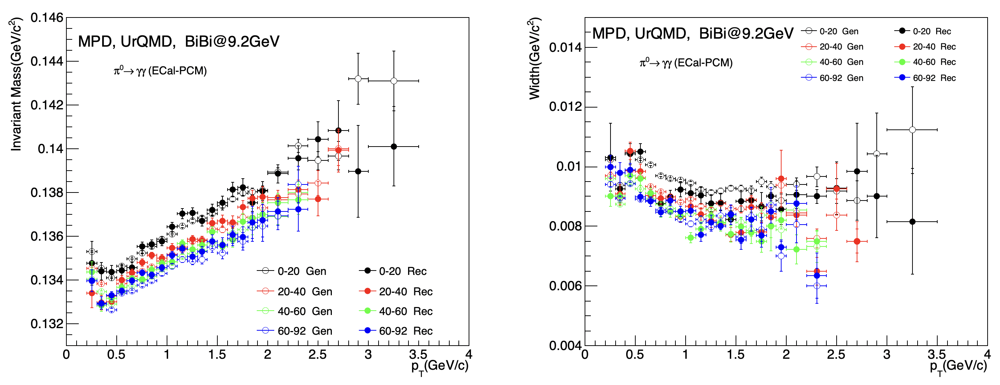 Invariant Mass(GeV/c²)
0.146
0.144
0.142
0.14
0.138
0.136
0.134
0.132
MPD, UrQMD, BiBi@9.2GeV
π⁰→ γγ (ECal-PCM)
0-20 Gen
0-20 Rec
20-40 Gen
20-40 Rec
40-60 Gen
40-60 Rec
60-92 Gen
60-92 Rec
0 0.5 1 1.5 2 2.5 3 3.5 4
p_T(GeV/c)
Width(GeV/c²)
0.014
0.012
0.01
0.008
0.006
0.004
MPD, UrQMD, BiBi@9.2GeV
π⁰→ γγ (ECal-PCM)
0-20 Gen
0-20 Rec
20-40 Gen
20-40 Rec
40-60 Gen
40-60 Rec
60-92 Gen
60-92 Rec
0 0.5 1 1.5 2 2.5 3 3.5 4
p_T(GeV/c)